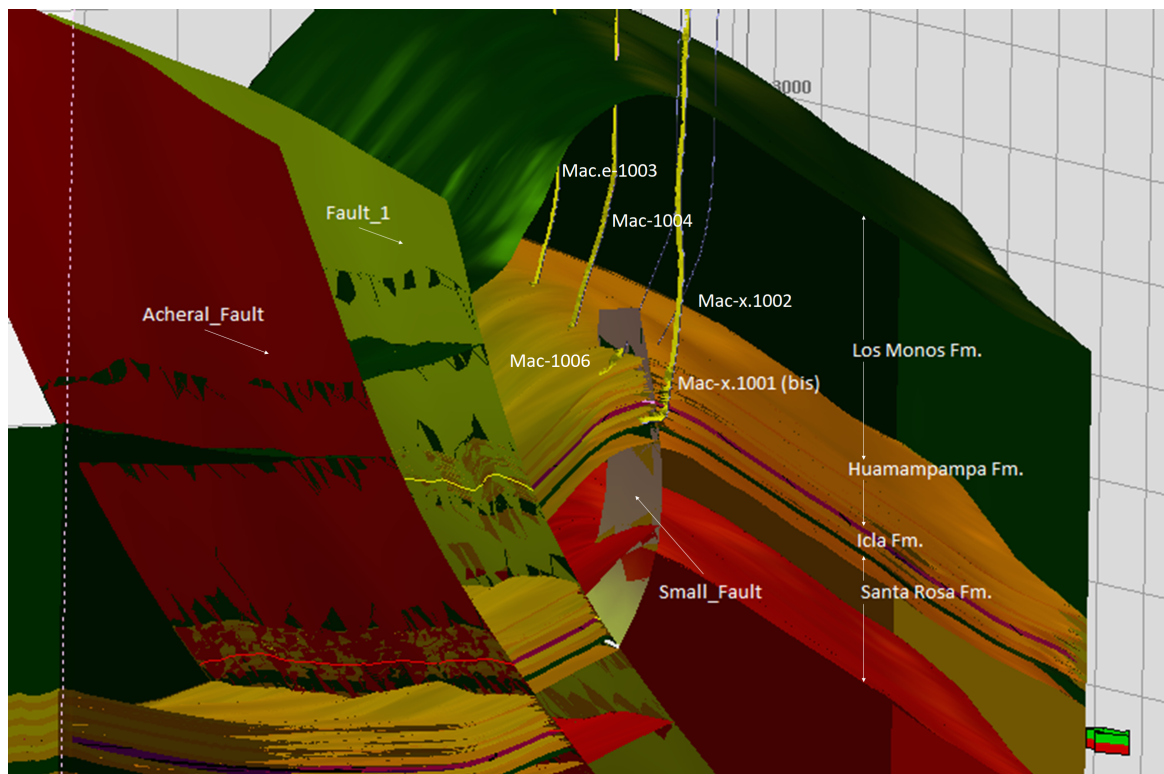 3000
Mac.e-1003
Fault_1
Mac-1004
Mac-x.1002
Acheral_Fault
Los Monos Fm.
Mac-1006
Mac-x.1001 (bis)
Huamampampa Fm.
Icla Fm.
Small_Fault
Santa Rosa Fm.